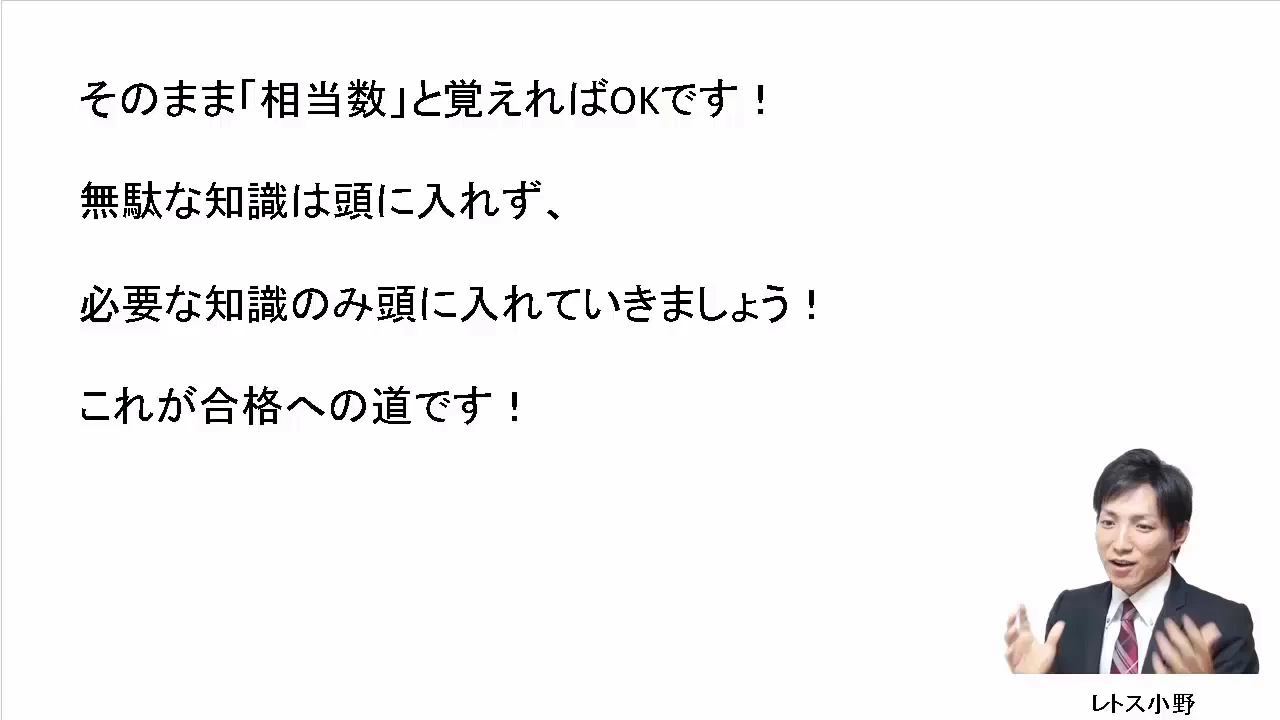 そのまま「相当数」と覚えればOKです！
無駄な知識は頭に入れず、
必要な知識のみ頭に入れていきましょう！
これが合格への道です！
レトス小野